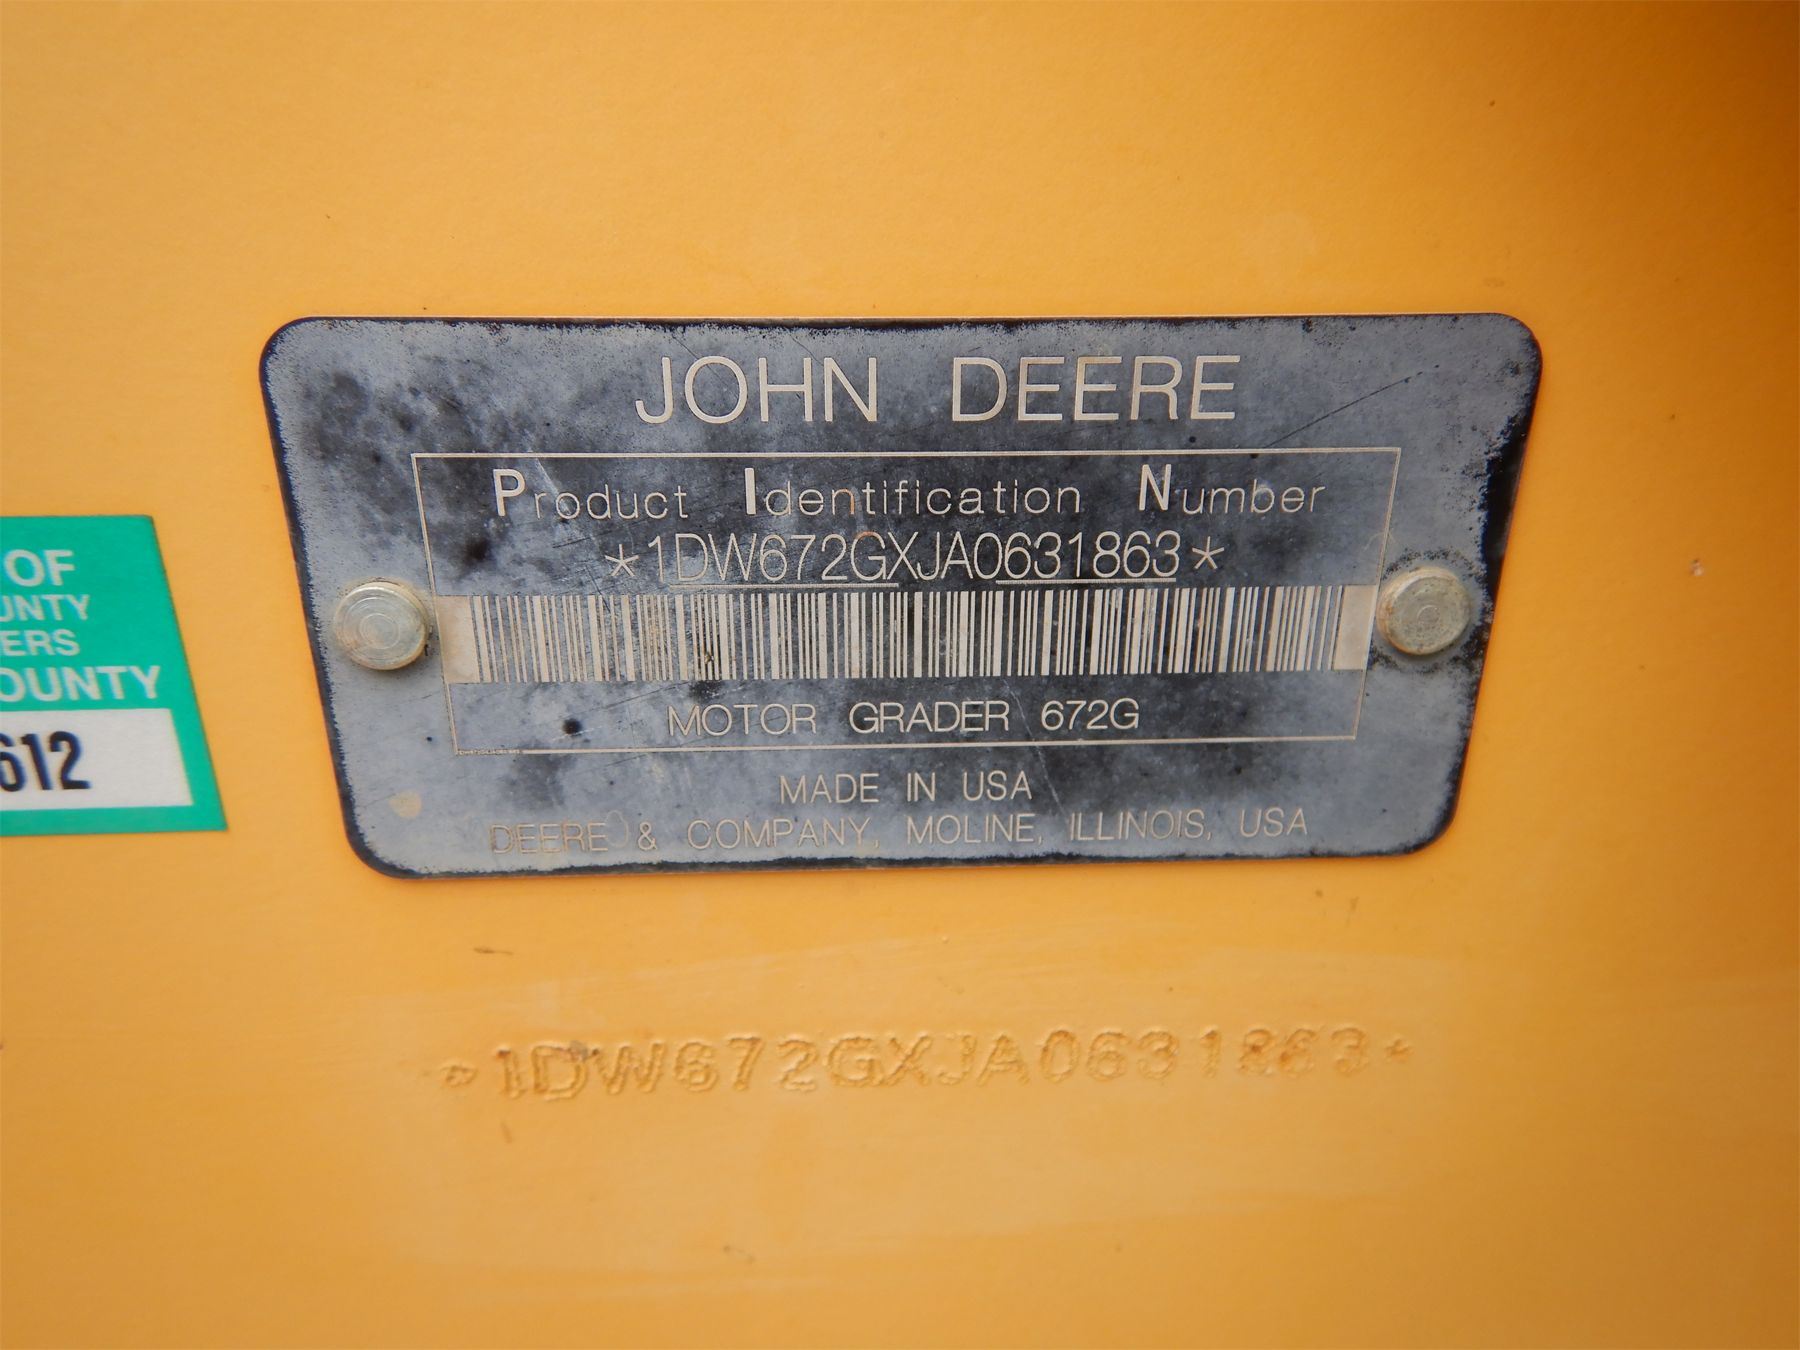 JOHN DEERE
Product Identification Number
*1DW672GXJA0631863*
MOTOR GRADER 672G
MADE IN USA
DEERE & COMPANY, MOLINE, ILLINOIS, USA
OF
UNTY
ERS
OUNTY
612
*1DW672GXJA0631863*